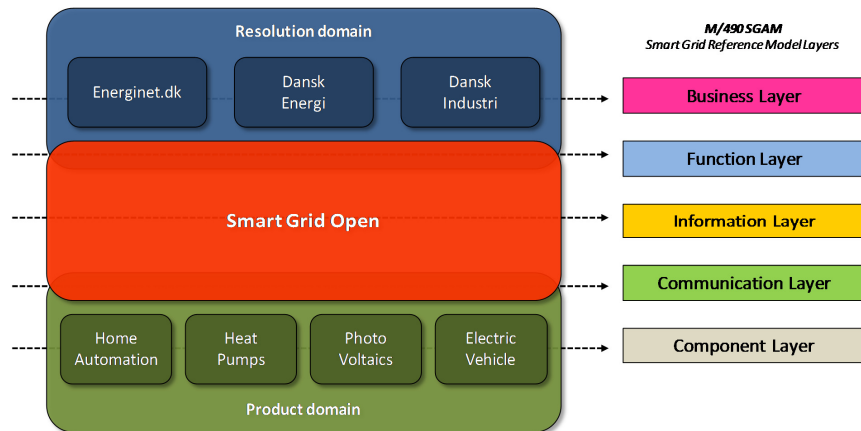 Resolution domain
Energinet.dk
Dansk
Energi
Dansk
Industri
Smart Grid Open
Home
Automation
Heat
Pumps
Photo
Voltaics
Electric
Vehicle
Product domain
M/490 SGAM
Smart Grid Reference Model Layers
Business Layer
Function Layer
Information Layer
Communication Layer
Component Layer